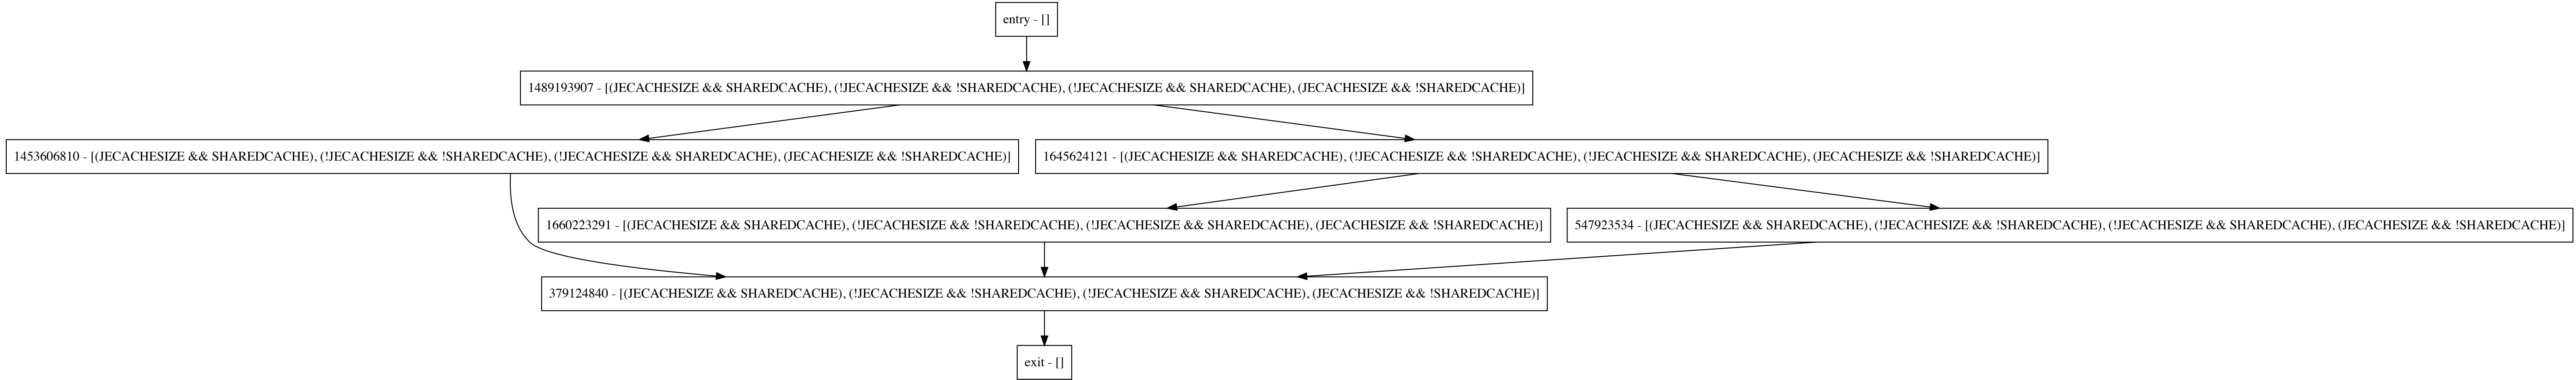 entry - []
1489193907 - [(JECACHESIZE && SHAREDCACHE), (!JECACHESIZE && !SHAREDCACHE), (!JECACHESIZE && SHAREDCACHE), (JECACHESIZE && !SHAREDCACHE)]
1453606810 - [(JECACHESIZE && SHAREDCACHE), (!JECACHESIZE && !SHAREDCACHE), (!JECACHESIZE && SHAREDCACHE), (JECACHESIZE && !SHAREDCACHE)]
1645624121 - [(JECACHESIZE && SHAREDCACHE), (!JECACHESIZE && !SHAREDCACHE), (!JECACHESIZE && SHAREDCACHE), (JECACHESIZE && !SHAREDCACHE)]
1660223291 - [(JECACHESIZE && SHAREDCACHE), (!JECACHESIZE && !SHAREDCACHE), (!JECACHESIZE && SHAREDCACHE), (JECACHESIZE && !SHAREDCACHE)]
547923534 - [(JECACHESIZE && SHAREDCACHE), (!JECACHESIZE && !SHAREDCACHE), (!JECACHESIZE && SHAREDCACHE), (JECACHESIZE && !SHAREDCACHE)]
379124840 - [(JECACHESIZE && SHAREDCACHE), (!JECACHESIZE && !SHAREDCACHE), (!JECACHESIZE && SHAREDCACHE), (JECACHESIZE && !SHAREDCACHE)]
exit - []